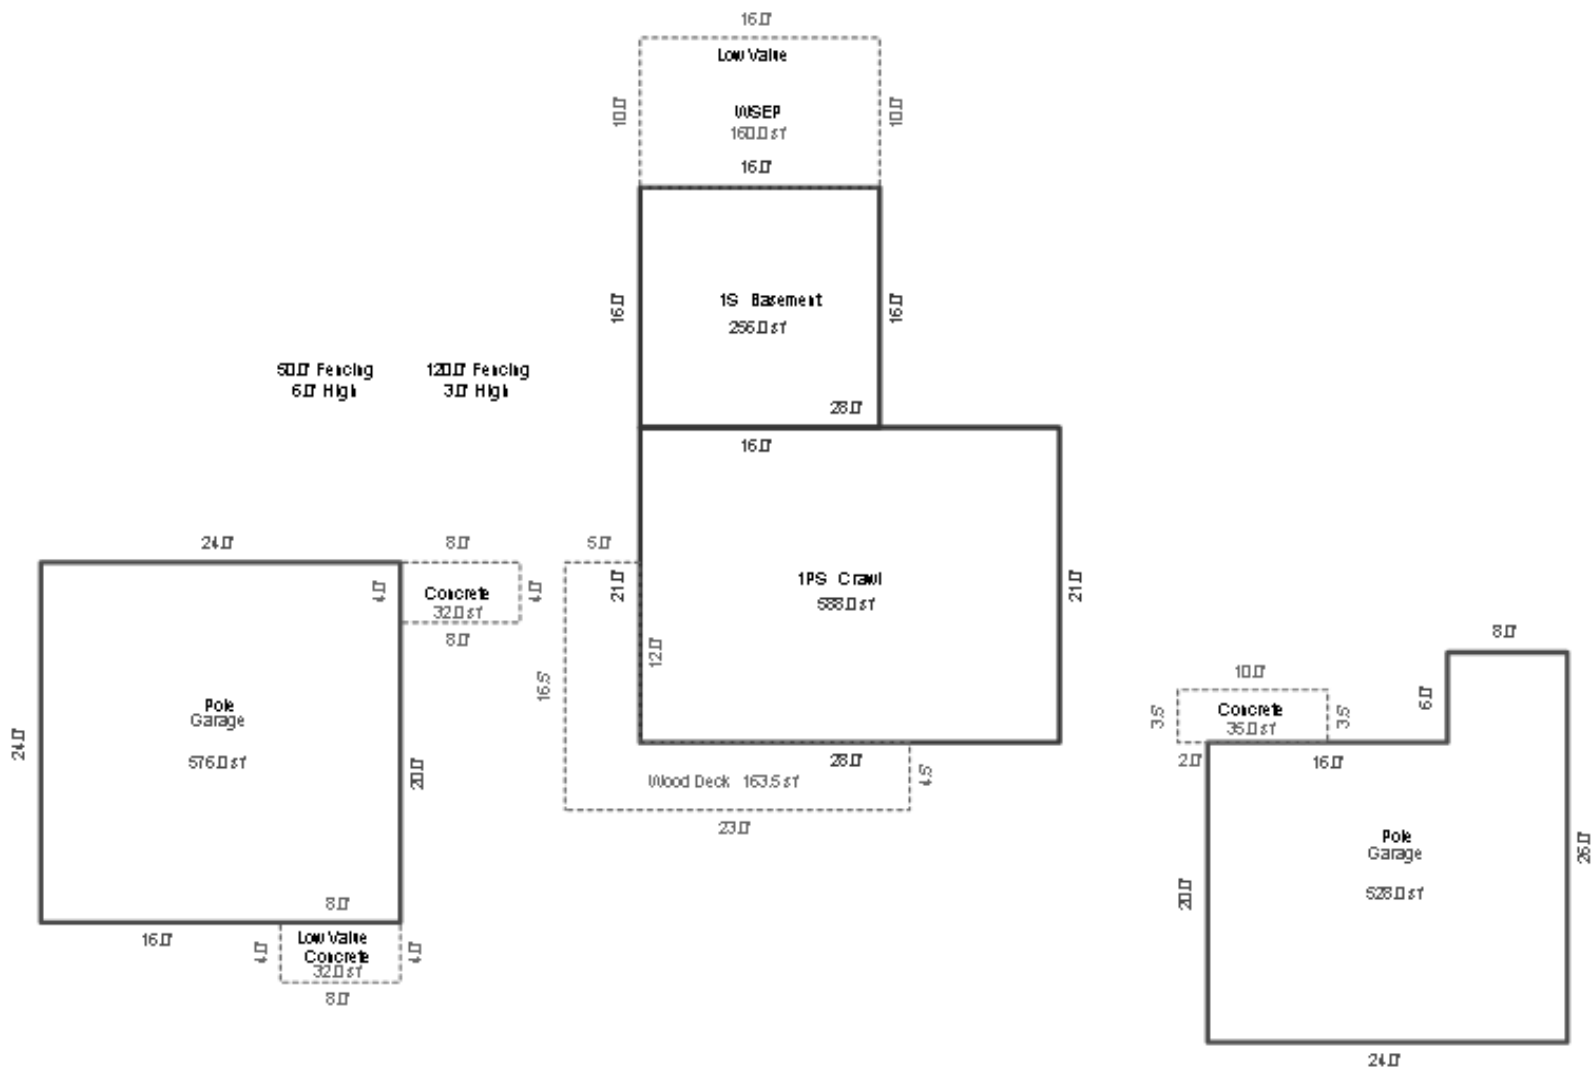 16.0'
Low Value
10.0'
WSEP
10.0'
160.0 sf
16.0'
16.0'
1S Basement
16.0'
256.0 sf
50.0' Fencing
6.0' High
120.0' Fencing
3.0' High
28.0'
16.0'
24.0'
8.0'
5.0'
4.0'
Concrete
4.0'
32.0 sf
8.0'
21.0'
1PS Crawl
588.0 sf
21.0'
12.0'
16.5'
8.0'
10.0'
6.0'
3.5'
Concrete
3.5'
35.0 sf
2.0'
16.0'
Pole
Garage
24.0'
576.0 sf
20.0'
28.0'
Wood Deck 163.5 sf
4.5'
23.0'
Pole
Garage
26.0'
20.0'
528.0 sf
8.0'
16.0'
4.0'
Low Value
Concrete
4.0'
32.0 sf
8.0'
24.0'